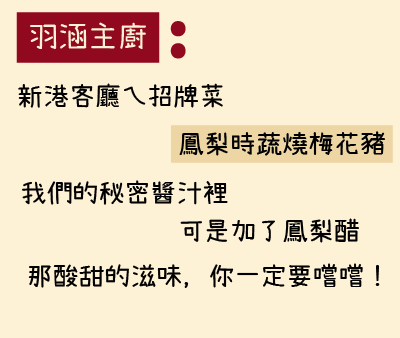 羽涵主廚：
新港客廳ㄟ招牌菜
鳳梨時蔬燒梅花豬
我們的秘密醬汁裡
可是加了鳳梨醋
那酸甜的滋味，你一定要嚐嚐！